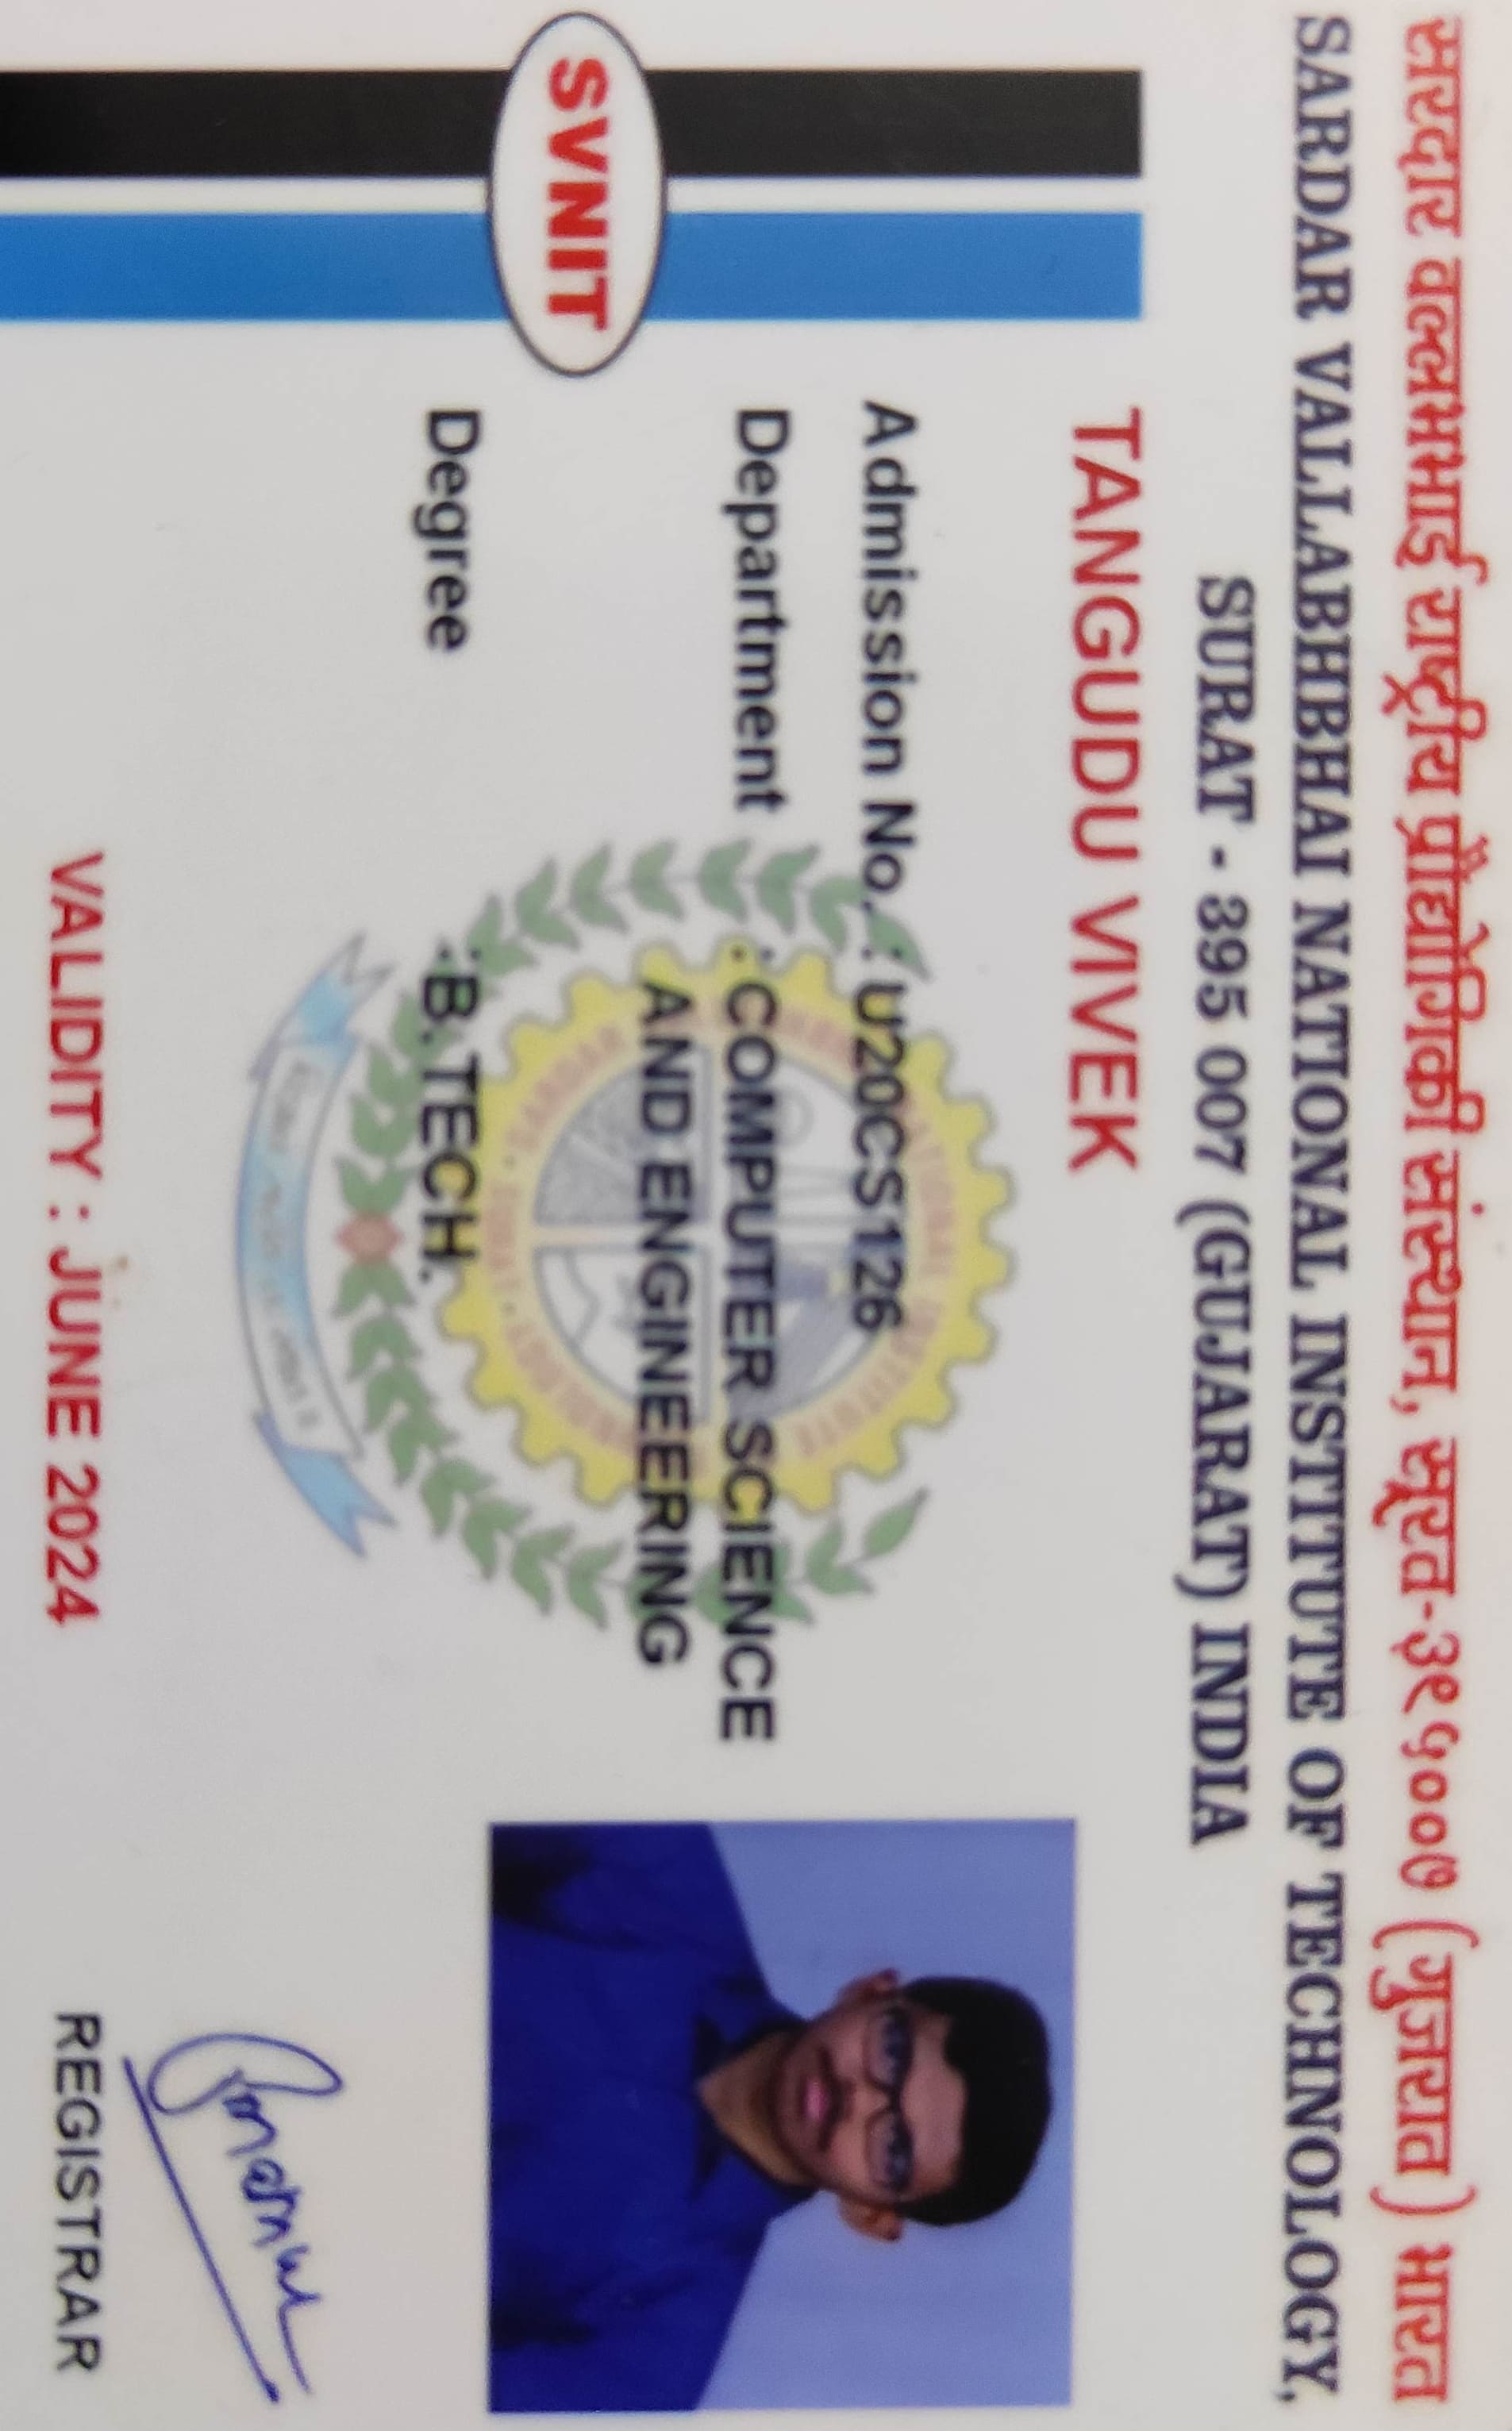 सरदार वल्लभभाई राष्ट्रीय प्रौद्योगिकी संस्थान, सूरत-३९५००७ (गुजरात) भारत
SARDAR VALLABHBHAI NATIONAL INSTITUTE OF TECHNOLOGY,
SURAT - 395 007 (GUJARAT) INDIA
SVNIT
TANGUDU VIVEK
Admission No. : U20CS126
Department : COMPUTER SCIENCE
AND ENGINEERING
Degree : B.TECH.
VALIDITY : JUNE 2024
REGISTRAR